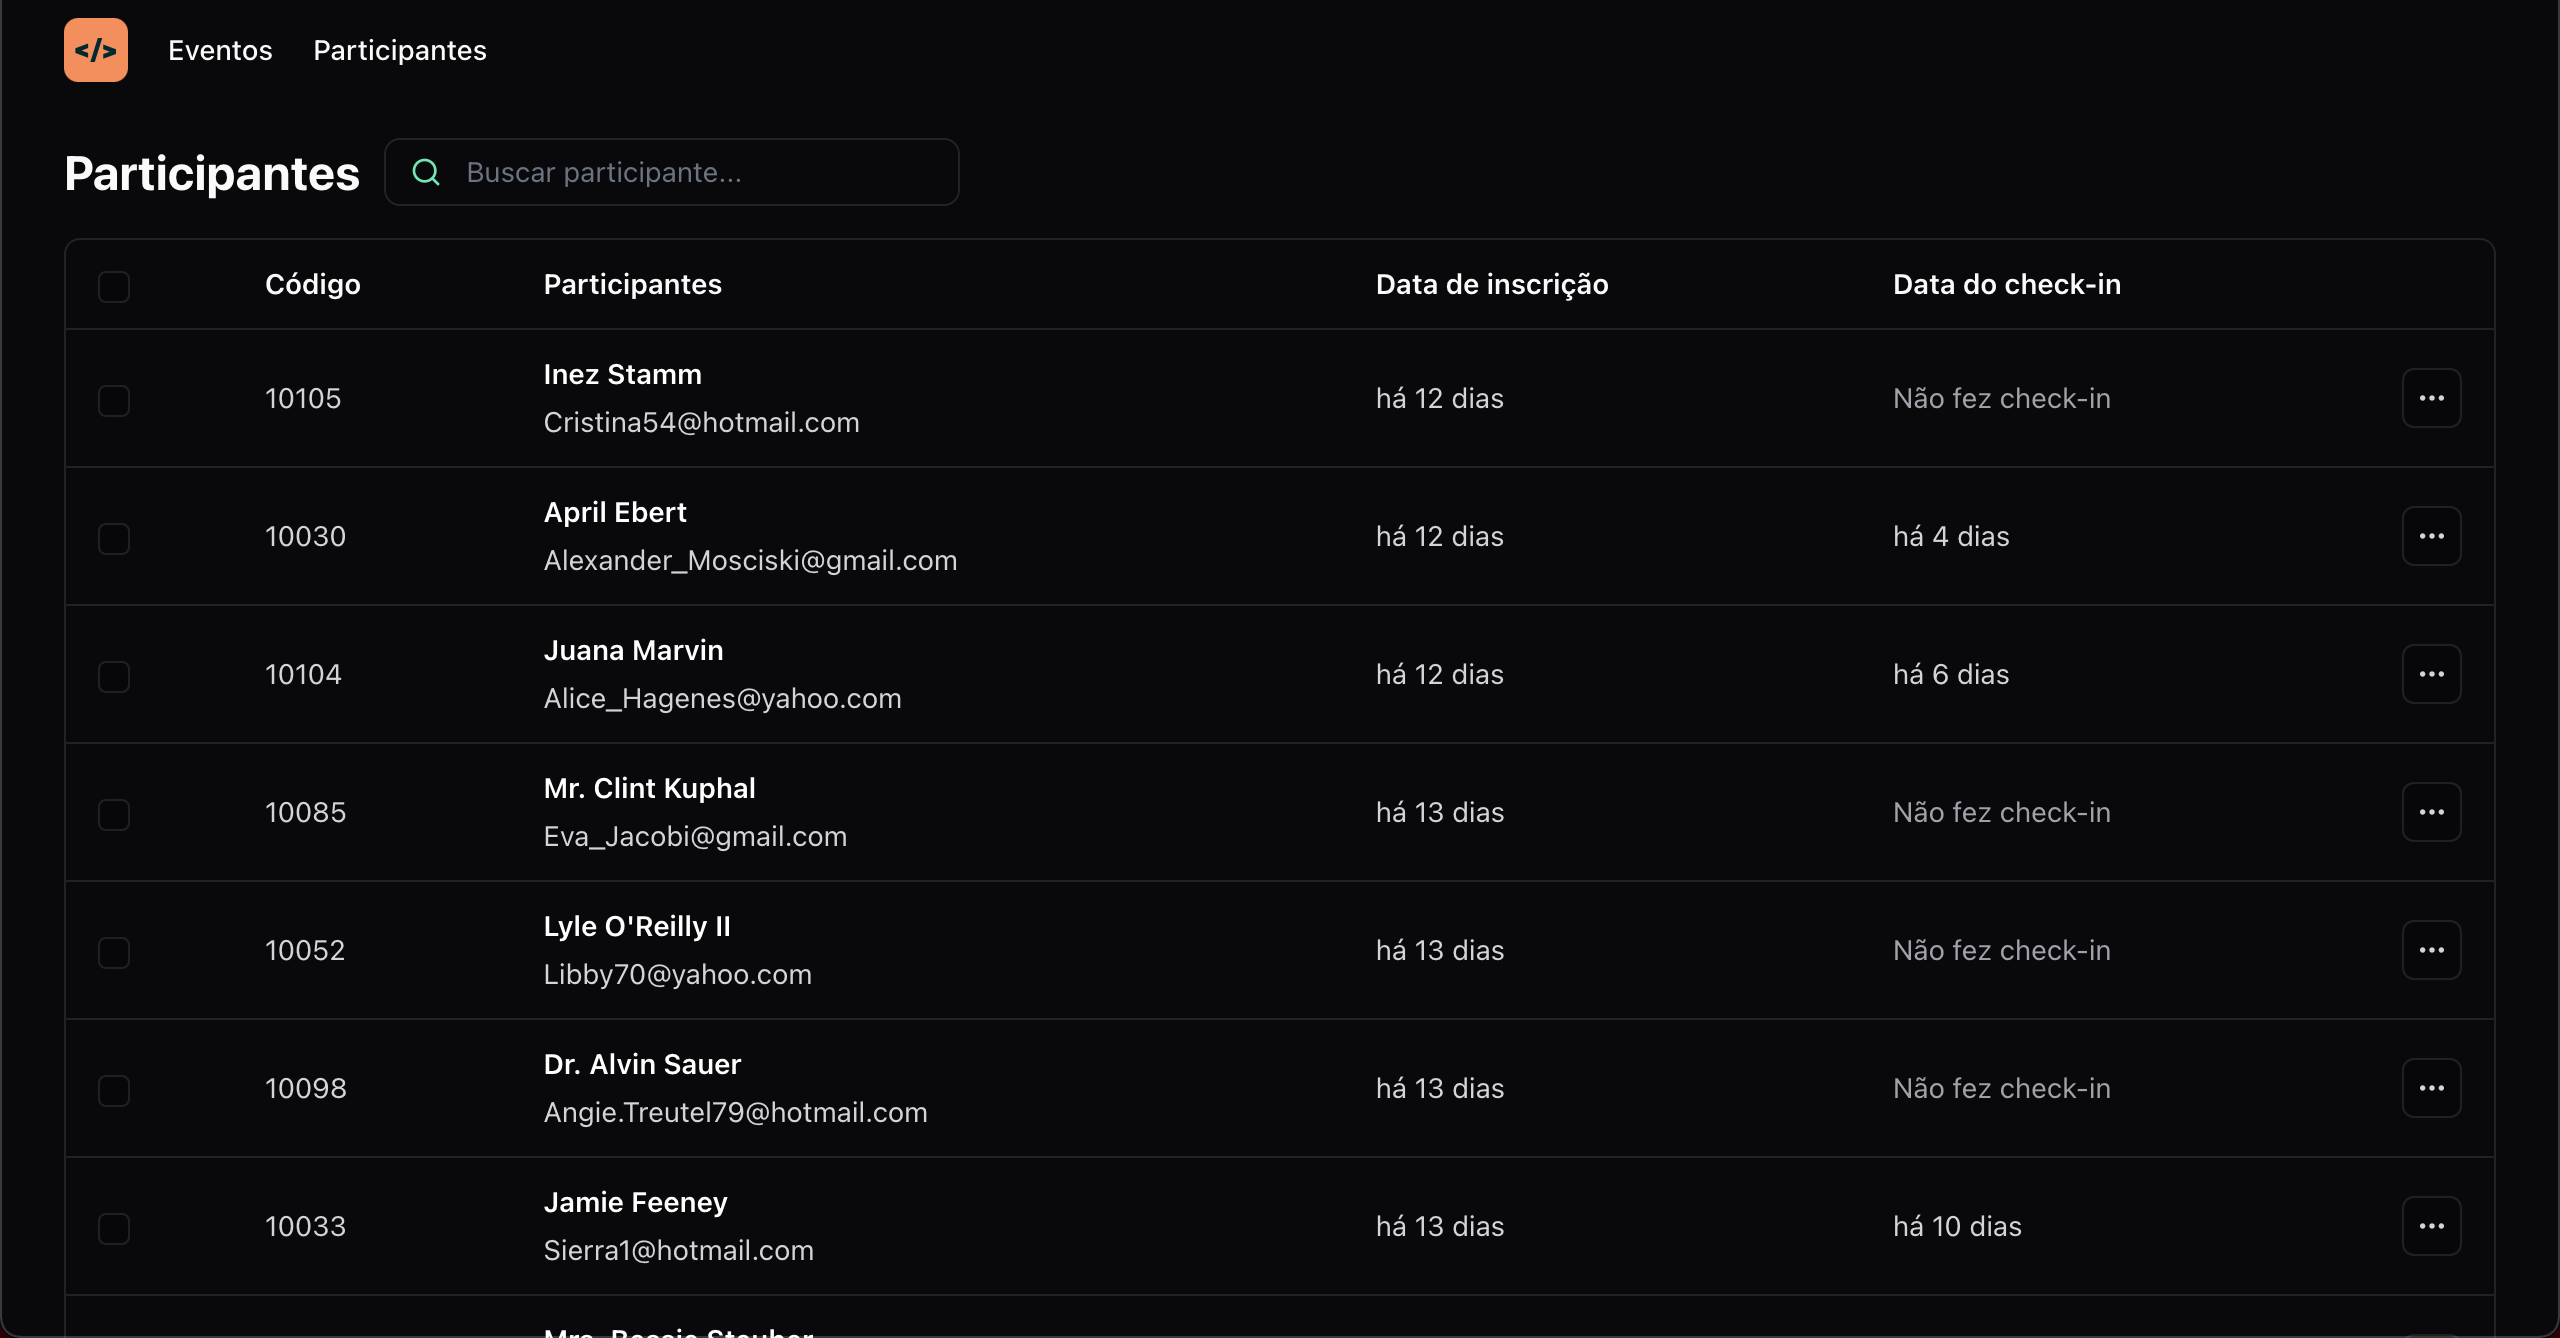 </>
Eventos Participantes
Participantes
Buscar participante...
Código Participantes Data de inscrição Data do check-in
10105 Inez Stamm há 12 dias Não fez check-in
Cristina54@hotmail.com
10030 April Ebert há 12 dias há 4 dias
Alexander_Mosciski@gmail.com
10104 Juana Marvin há 12 dias há 6 dias
Alice_Hagenes@yahoo.com
10085 Mr. Clint Kuphal há 13 dias Não fez check-in
Eva_Jacobi@gmail.com
10052 Lyle O'Reilly II há 13 dias Não fez check-in
Libby70@yahoo.com
10098 Dr. Alvin Sauer há 13 dias Não fez check-in
Angie.Treutel79@hotmail.com
10033 Jamie Feeney há 13 dias há 10 dias
Sierra1@hotmail.com